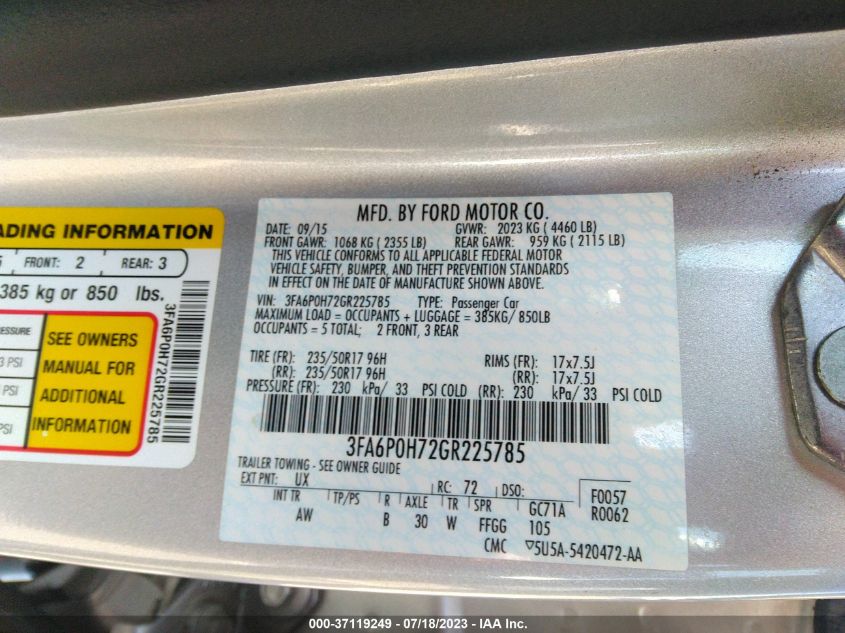 ADING INFORMATION
FRONT: 2 REAR: 3
385 kg or 850 lbs.
PRESSURE
SEE OWNERS
MANUAL FOR
ADDITIONAL
INFORMATION
PSI
PSI
PSI
3FA6P0H72GR225785
MFD. BY FORD MOTOR CO.
DATE: 09/15 GVWR: 2023 KG ( 4460 LB)
FRONT GAWR: 1068 KG ( 2355 LB) REAR GAWR: 959 KG ( 2115 LB)
THIS VEHICLE CONFORMS TO ALL APPLICABLE FEDERAL MOTOR
VEHICLE SAFETY, BUMPER, AND THEFT PREVENTION STANDARDS
IN EFFECT ON THE DATE OF MANUFACTURE SHOWN ABOVE.
VIN: 3FA6P0H72GR225785 TYPE: Passenger Car
MAXIMUM LOAD = OCCUPANTS + LUGGAGE = 385KG/ 850LB
OCCUPANTS = 5 TOTAL; 2 FRONT, 3 REAR
TIRE (FR): 235/50R17 96H RIMS (FR): 17x7.5J
(RR): 235/50R17 96H (RR): 17x7.5J
PRESSURE (FR): 230 kPa/ 33 PSI COLD (RR): 230 kPa/ 33 PSI COLD
3FA6P0H72GR225785
TRAILER TOWING - SEE OWNER GUIDE
EXT PNT: UX RC: 72 DSO: F0057
INT TR TP/PS R AXLE TR SPR GC71A R0062
AW B 30 W FFGG 105
CMC ▽5U5A-5420472-AA
000-37119249 - 07/18/2023 - IAA Inc.